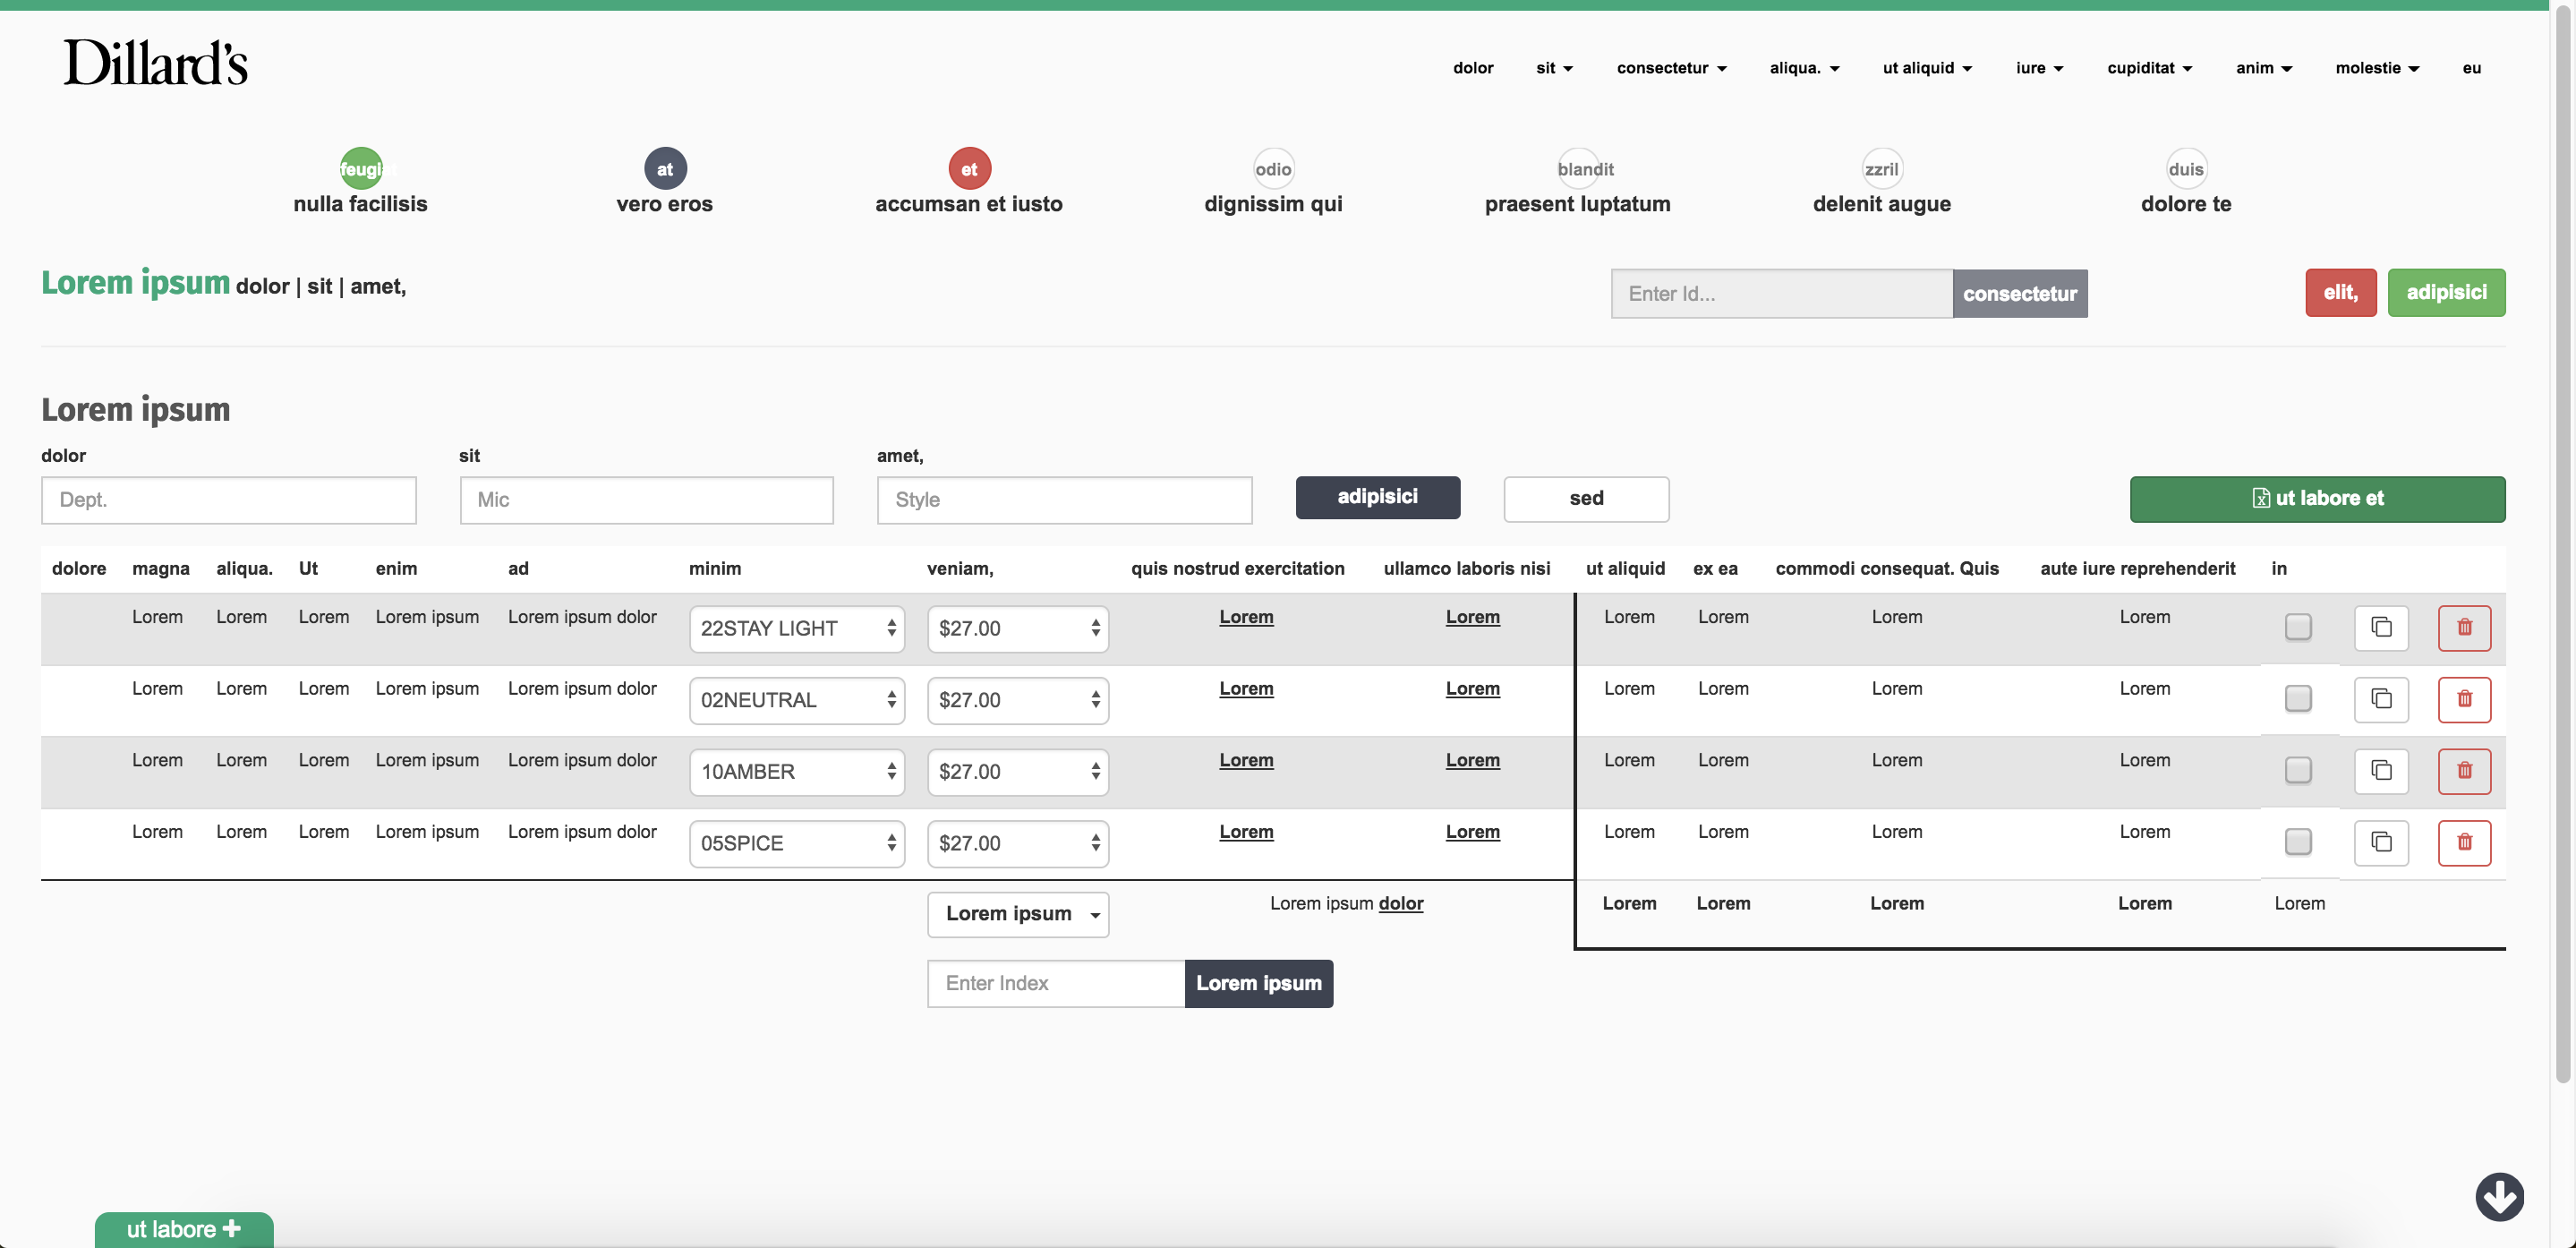 Dillard's
dolor sit consectetur aliqua. ut aliquid iure cupiditat anim molestie eu
feugi at et odio blandit zzril duis
nulla facilisis vero eros accumsan et iusto dignissim qui praesent luptatum delenit augue dolore te
Lorem ipsum dolor | sit | amet, Enter Id... consectetur elit, adipisici
Lorem ipsum
dolor sit amet,
Dept. Mic Style adipisici sed ut labore et
dolore magna aliqua. Ut enim ad minim veniam, quis nostrud exercitation ullamco laboris nisi ut aliquid ex ea commodi consequat. Quis aute iure reprehenderit in
Lorem Lorem Lorem Lorem ipsum Lorem ipsum dolor 22STAY LIGHT $27.00 Lorem Lorem Lorem Lorem Lorem Lorem
Lorem Lorem Lorem Lorem ipsum Lorem ipsum dolor 02NEUTRAL $27.00 Lorem Lorem Lorem Lorem Lorem Lorem
Lorem Lorem Lorem Lorem ipsum Lorem ipsum dolor 10AMBER $27.00 Lorem Lorem Lorem Lorem Lorem Lorem
Lorem Lorem Lorem Lorem ipsum Lorem ipsum dolor 05SPICE $27.00 Lorem Lorem Lorem Lorem Lorem Lorem
Lorem ipsum Lorem ipsum dolor Lorem Lorem Lorem Lorem Lorem
Enter Index Lorem ipsum
ut labore